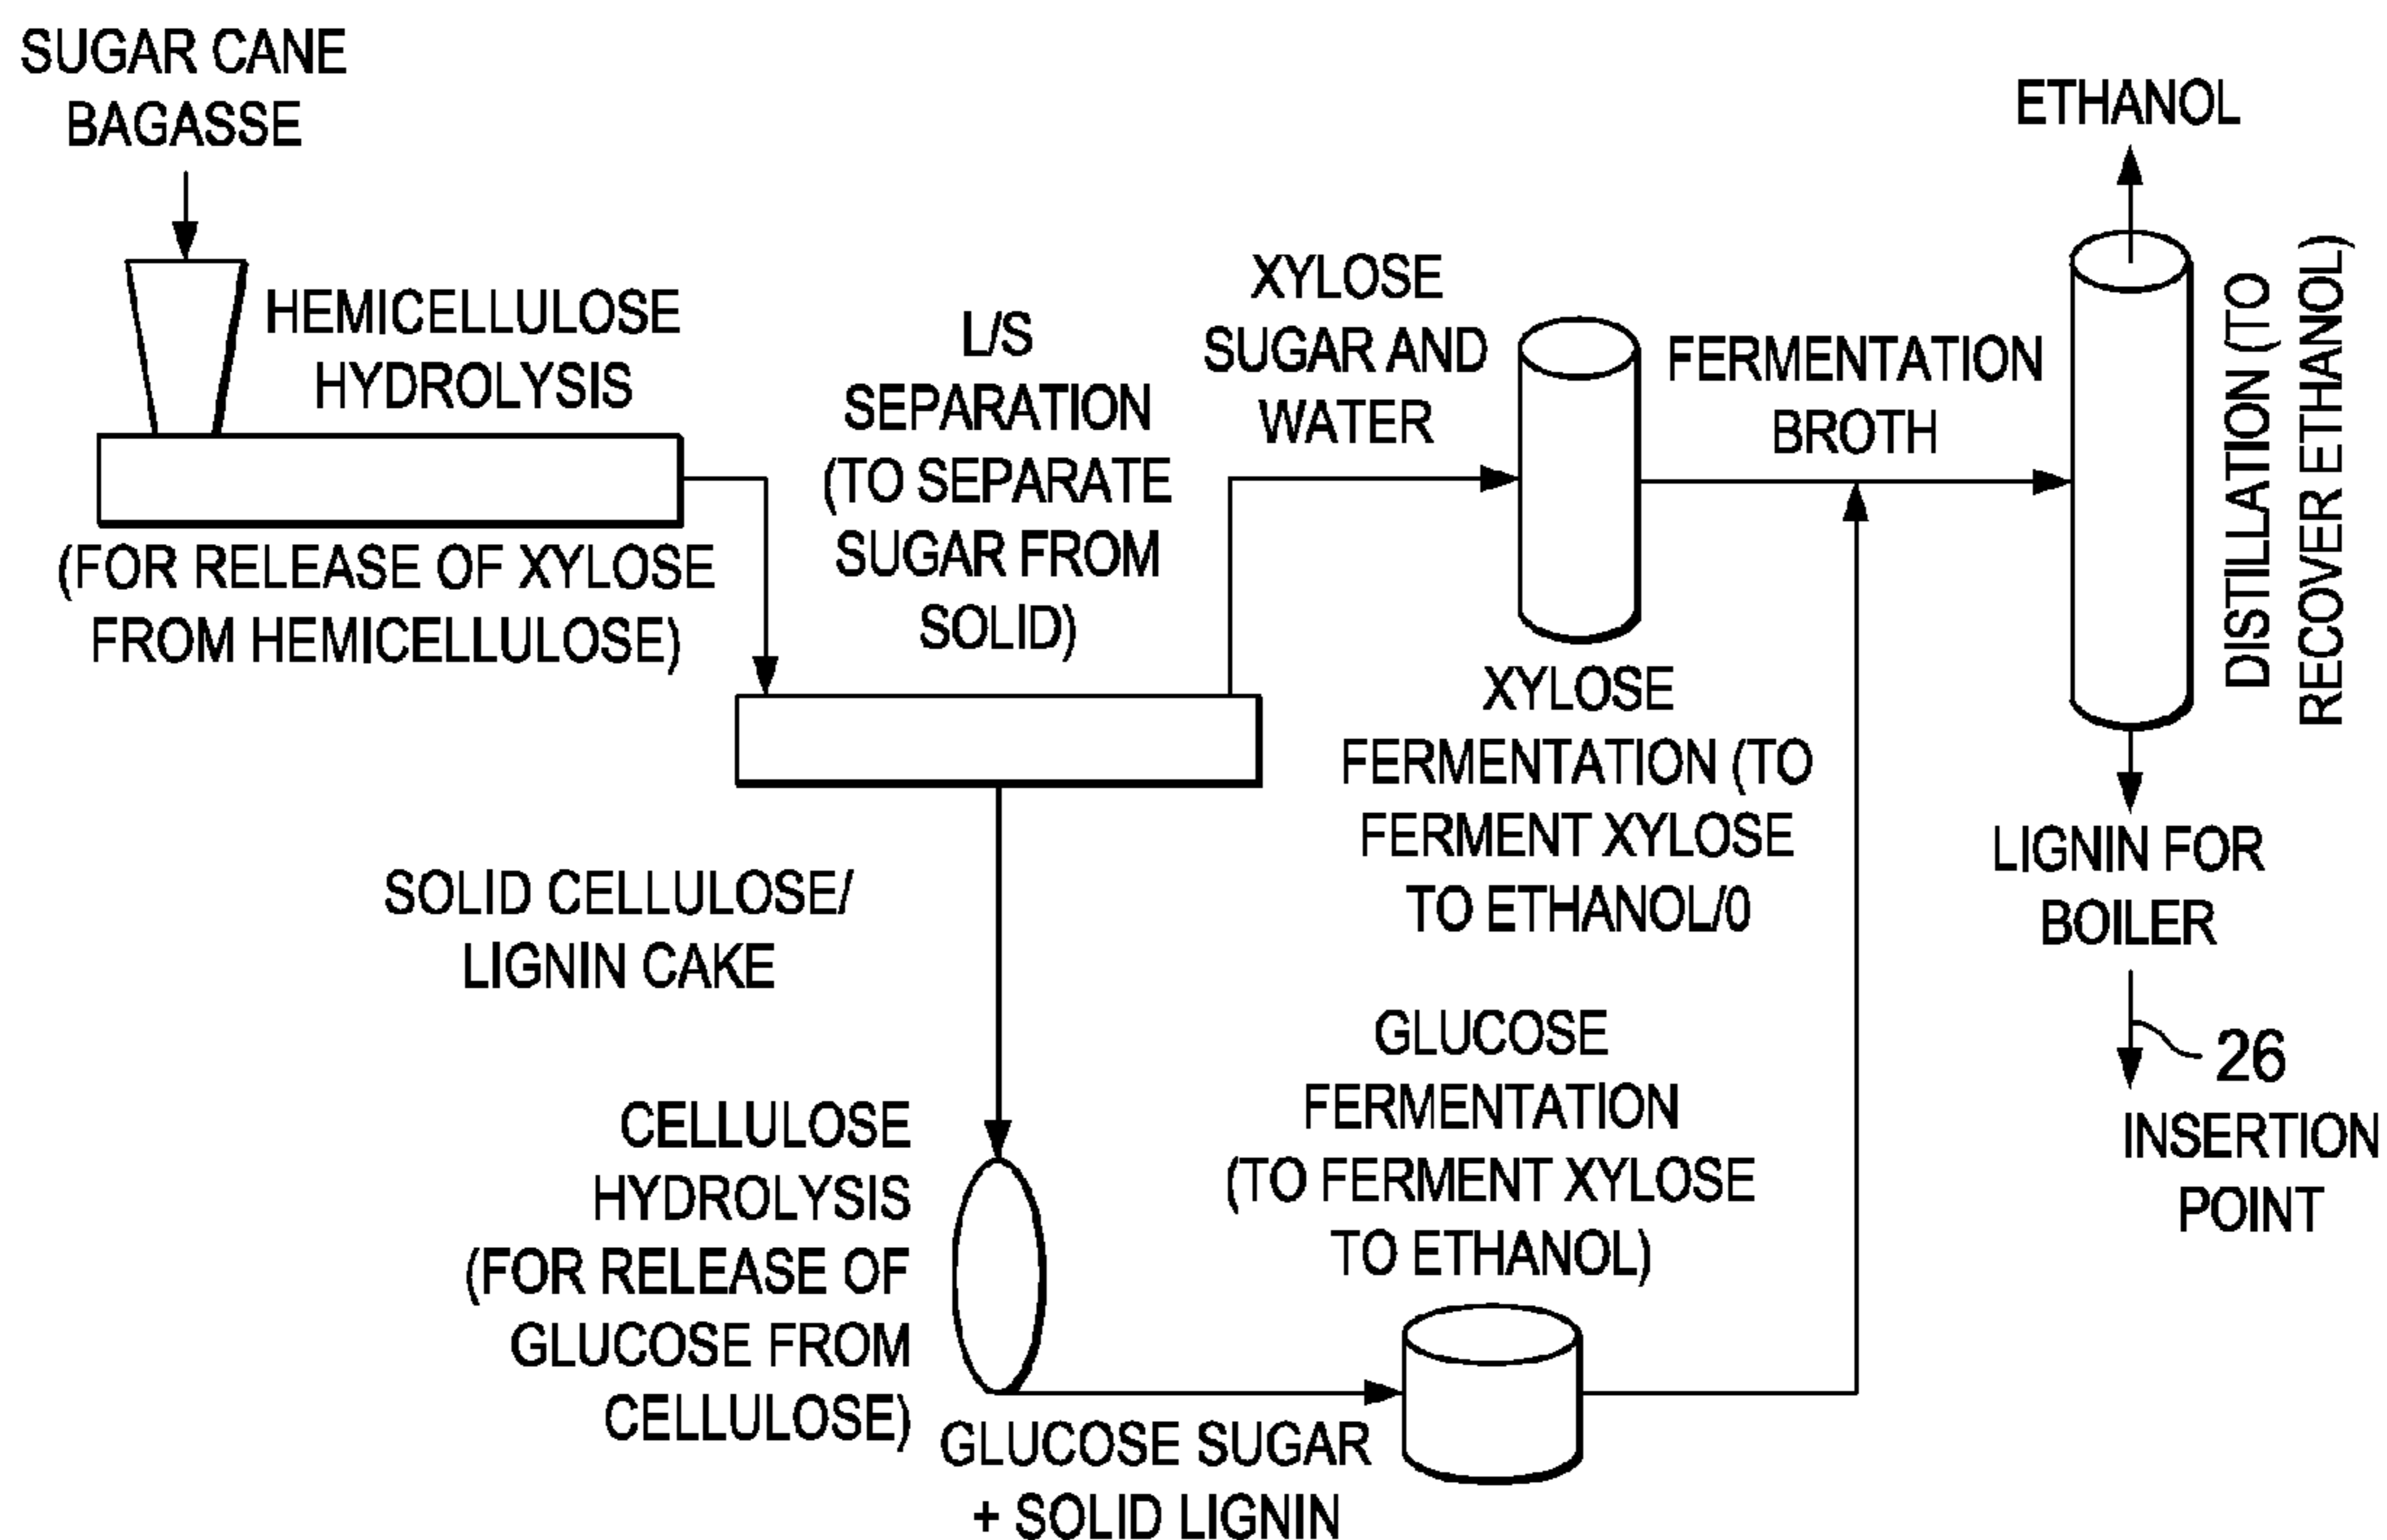 SUGAR CANE
BAGASSE
HEMICELLULOSE
HYDROLYSIS
(FOR RELEASE OF XYLOSE
FROM HEMICELLULOSE)
L/S
SEPARATION
(TO SEPARATE
SUGAR FROM
SOLID)
XYLOSE
SUGAR AND
WATER
XYLOSE
FERMENTATION (TO
FERMENT XYLOSE
TO ETHANOL/0
FERMENTATION
BROTH
ETHANOL
DISTILLATION (TO
RECOVER ETHANOL)
LIGNIN FOR
BOILER
26
INSERTION
POINT
SOLID CELLULOSE/
LIGNIN CAKE
CELLULOSE
HYDROLYSIS
(FOR RELEASE OF
GLUCOSE FROM
CELLULOSE)
GLUCOSE SUGAR
+ SOLID LIGNIN
GLUCOSE
FERMENTATION
(TO FERMENT XYLOSE
TO ETHANOL)